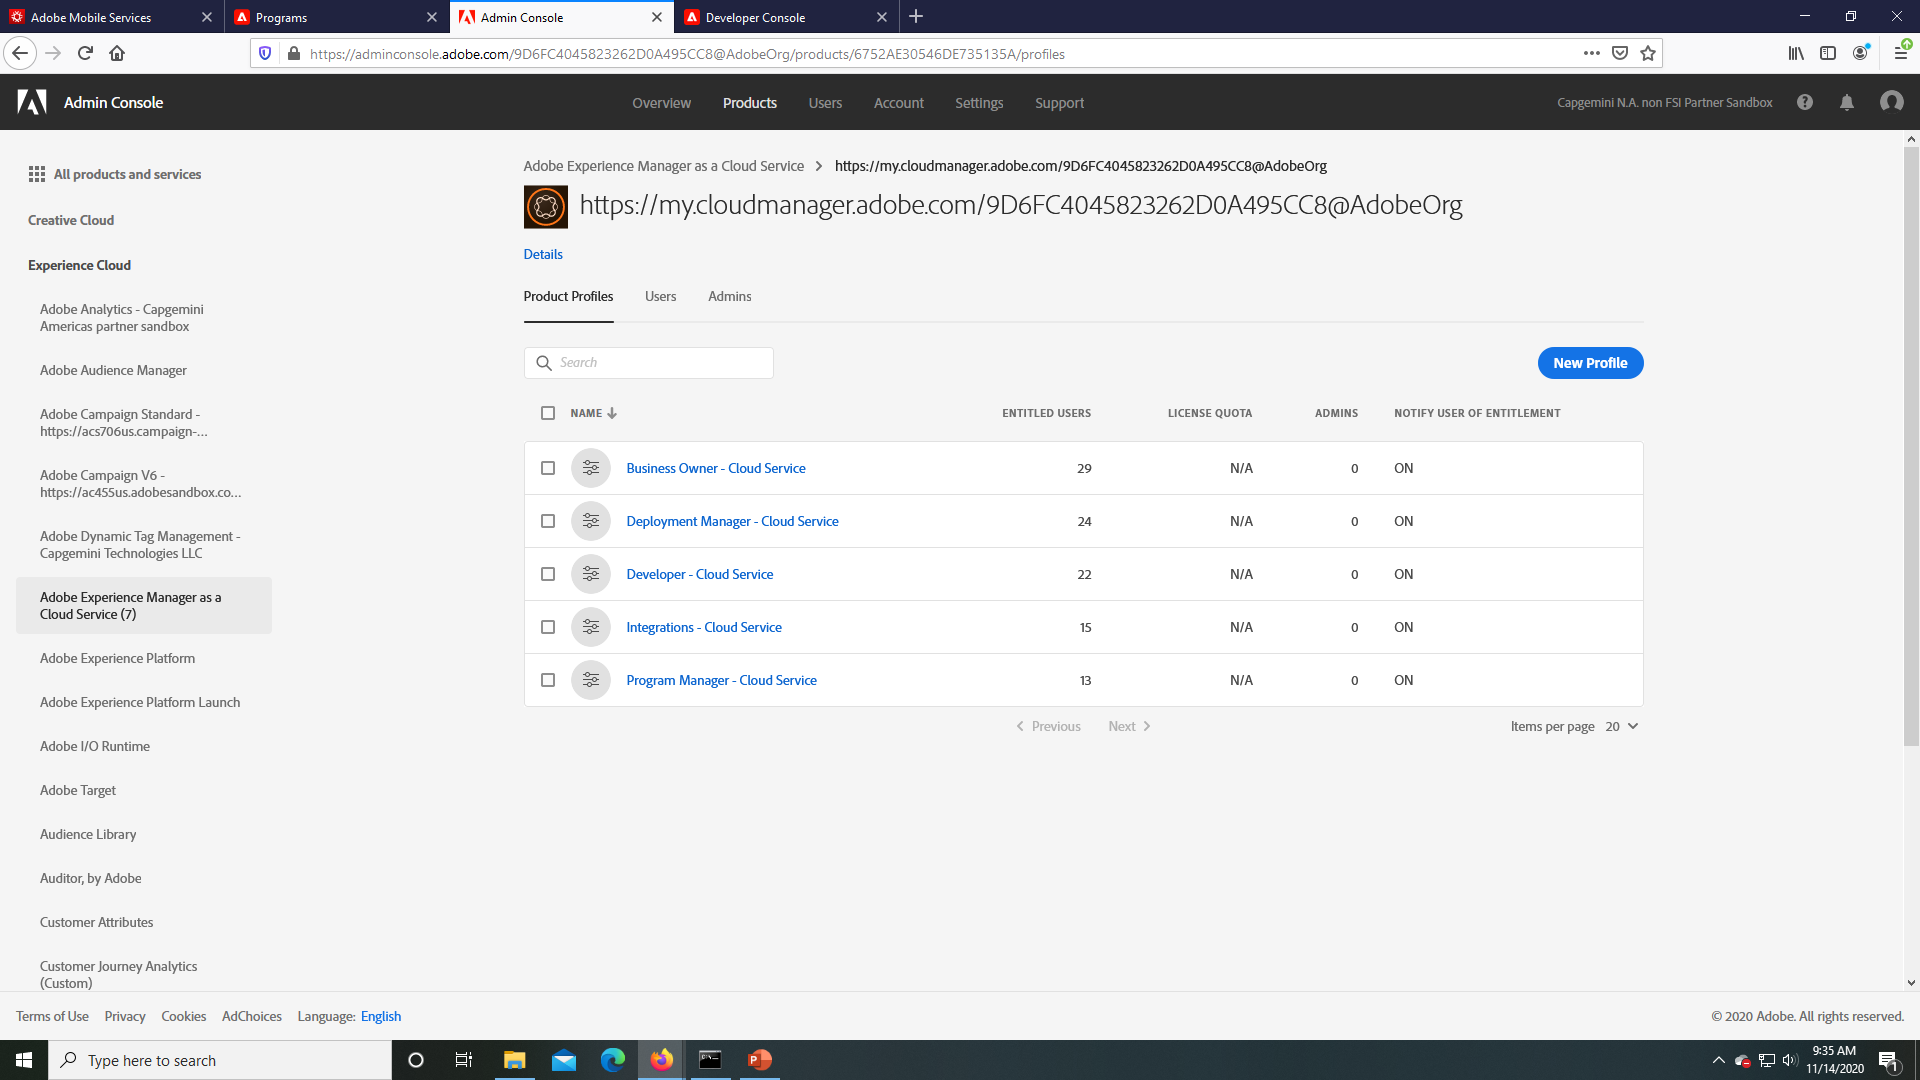 Adobe Mobile Services
Programs
Admin Console
Developer Console
https://adminconsole.adobe.com/9D6FC4045823262D0A495CC8@AdobeOrg/products/6752AE30546DE735135A/profiles
Admin Console
Overview
Products
Users
Account
Settings
Support
Capgemini N.A. non FSI Partner Sandbox
All products and services
Creative Cloud
Experience Cloud
Adobe Analytics - Capgemini
Americas partner sandbox
Adobe Audience Manager
Adobe Campaign Standard -
https://acs706us.campaign-...
Adobe Campaign V6 -
https://ac455us.adobesandbox.co...
Adobe Dynamic Tag Management -
Capgemini Technologies LLC
Adobe Experience Manager as a
Cloud Service (7)
Adobe Experience Platform
Adobe Experience Platform Launch
Adobe I/O Runtime
Adobe Target
Audience Library
Auditor, by Adobe
Customer Attributes
Customer Journey Analytics
(Custom)
Adobe Experience Manager as a Cloud Service > https://my.cloudmanager.adobe.com/9D6FC4045823262D0A495CC8@AdobeOrg
https://my.cloudmanager.adobe.com/9D6FC4045823262D0A495CC8@AdobeOrg
Details
Product Profiles Users Admins
Search
New Profile
NAME ENTITLED USERS LICENSE QUOTA ADMINS NOTIFY USER OF ENTITLEMENT
Business Owner - Cloud Service 29 N/A 0 ON
Deployment Manager - Cloud Service 24 N/A 0 ON
Developer - Cloud Service 22 N/A 0 ON
Integrations - Cloud Service 15 N/A 0 ON
Program Manager - Cloud Service 13 N/A 0 ON
Previous Next
Items per page 20
Terms of Use Privacy Cookies AdChoices Language: English
© 2020 Adobe. All rights reserved.
Type here to search
9:35 AM
11/14/2020
1